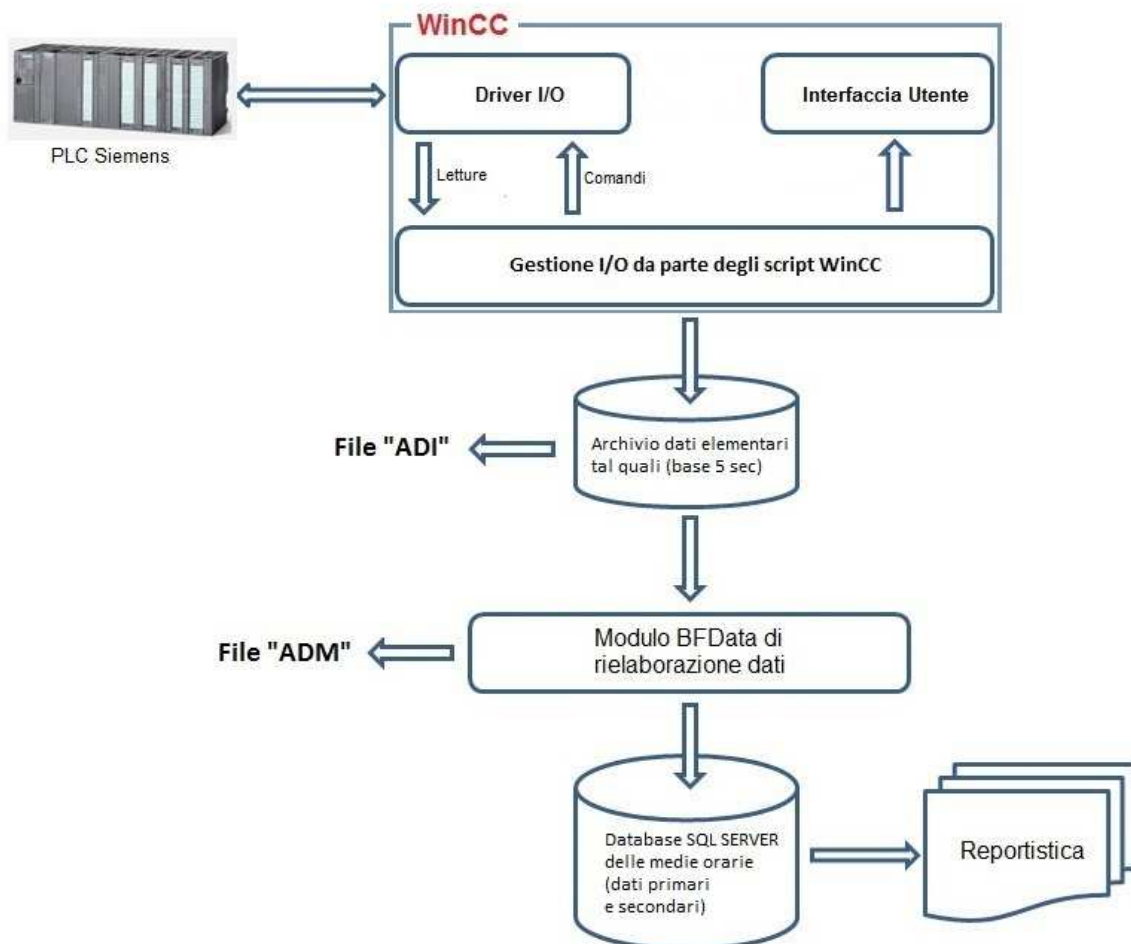 WinCC
Driver I/O
Interfaccia Utente
PLC Siemens
Letture
Comandi
Gestione I/O da parte degli script WinCC
File "ADI"
Archivio dati elementari
tal quali (base 5 sec)
File "ADM"
Modulo BFData di
rielaborazione dati
Database SQL SERVER
delle medie orarie
(dati primari
e secondari)
Reportistica